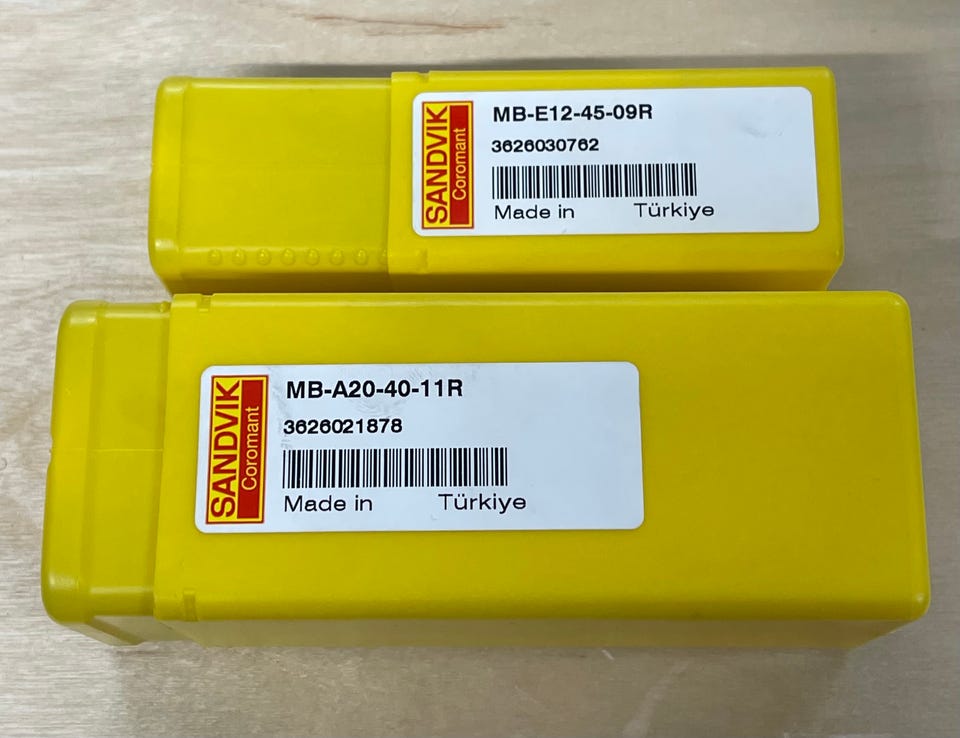 SANDVIK
Coromant
MB-E12-45-09R
3626030762
Made in Türkiye
SANDVIK
Coromant
MB-A20-40-11R
3626021878
Made in Türkiye